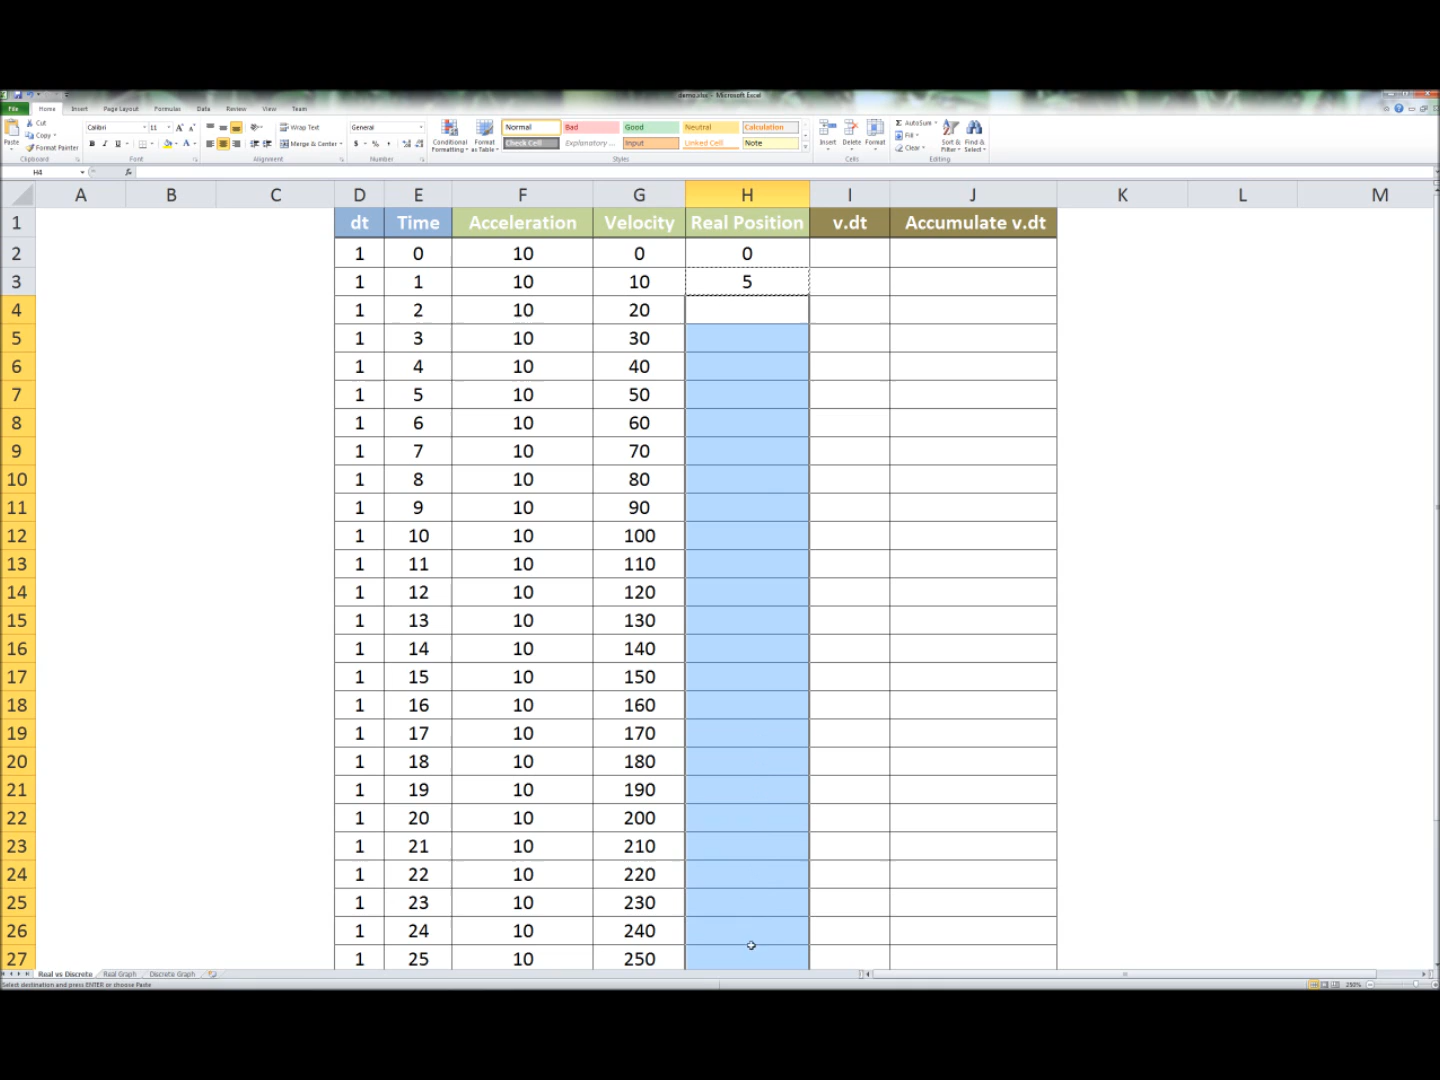 demo.xlsx - Microsoft Excel
File Home Insert Page Layout Formulas Data Review View Team
Cut
Copy
Format Painter
Paste
Clipboard
Calibri 11
Font
Wrap Text
Merge & Center
Alignment
General
Number
Conditional Formatting
Format as Table
Normal Bad Good Neutral Calculation
Check Cell Explanatory ... Input Linked Cell Note
Styles
Insert Delete Format
Cells
AutoSum
Fill
Clear
Sort & Filter
Find & Select
Editing
H4 fx
A B C D E F G H I J K L M
1 dt Time Acceleration Velocity Real Position v.dt Accumulate v.dt
2 1 0 10 0 0
3 1 1 10 10 5
4 1 2 10 20
5 1 3 10 30
6 1 4 10 40
7 1 5 10 50
8 1 6 10 60
9 1 7 10 70
10 1 8 10 80
11 1 9 10 90
12 1 10 10 100
13 1 11 10 110
14 1 12 10 120
15 1 13 10 130
16 1 14 10 140
17 1 15 10 150
18 1 16 10 160
19 1 17 10 170
20 1 18 10 180
21 1 19 10 190
22 1 20 10 200
23 1 21 10 210
24 1 22 10 220
25 1 23 10 230
26 1 24 10 240
27 1 25 10 250
Real vs Discrete Real Graph Discrete Graph
Select destination and press ENTER or choose Paste
250%